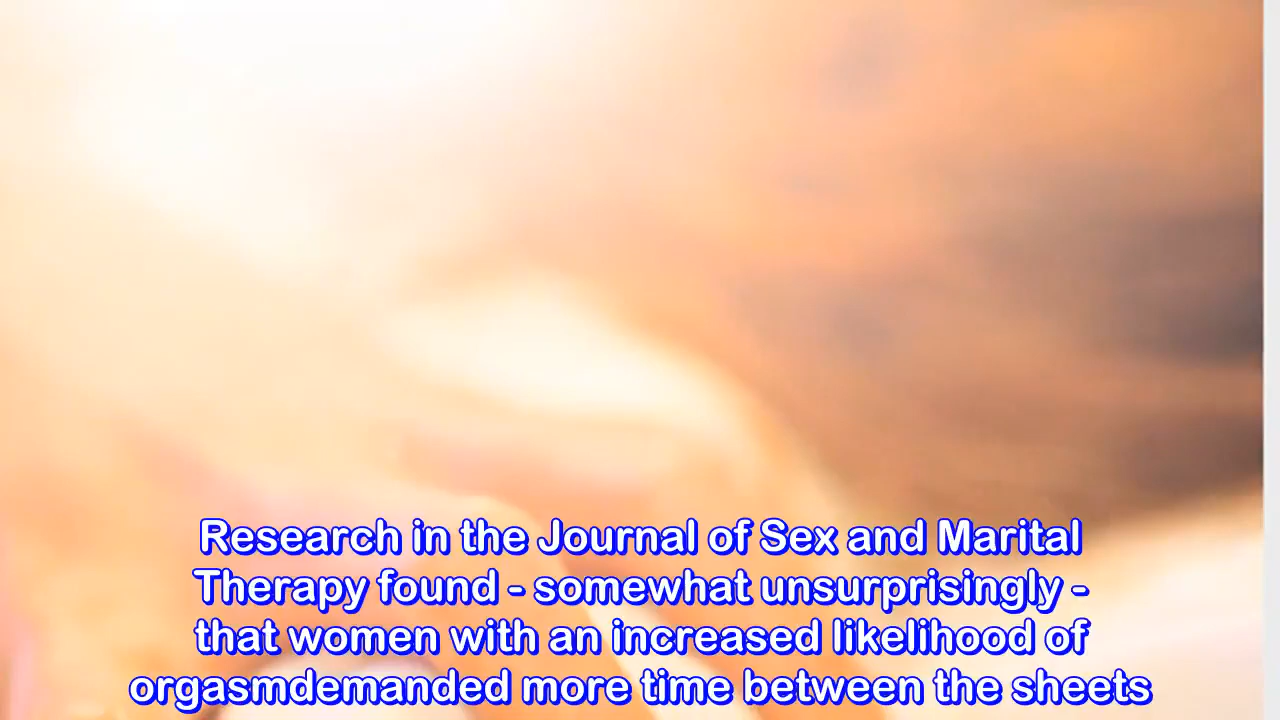 Research in the Journal of Sex and Marital
Therapy found - somewhat unsurprisingly -
that women with an increased likelihood of
orgasmdemanded more time between the sheets